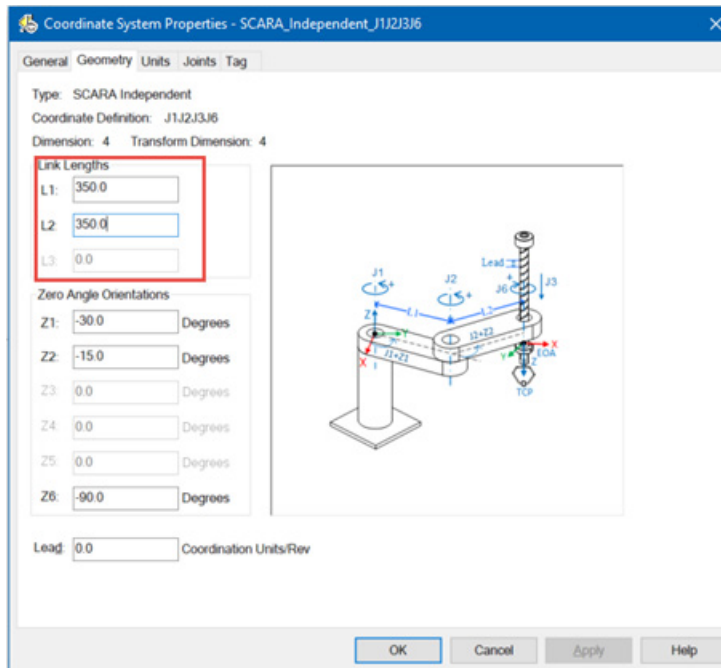 Coordinate System Properties - SCARA_Independent_J1J2J3J6
General Geometry Units Joints Tag
Type: SCARA Independent
Coordinate Definition: J1J2J3J6
Dimension: 4 Transform Dimension: 4
Link Lengths
L1: 350.0
L2: 350.0
L3: 0.0
Zero Angle Orientations
Z1: -30.0 Degrees
Z2: -15.0 Degrees
Z3: 0.0 Degrees
Z4: 0.0 Degrees
Z5: 0.0 Degrees
Z6: -90.0 Degrees
Lead: 0.0 Coordination Units/Rev
Lead
J1
J2
J6
J3
+
+
+
L1
L2
Z
Y
X
J1+Z1
J2+Z2
X
Y
EOA
Z
TCP
OK Cancel Apply Help